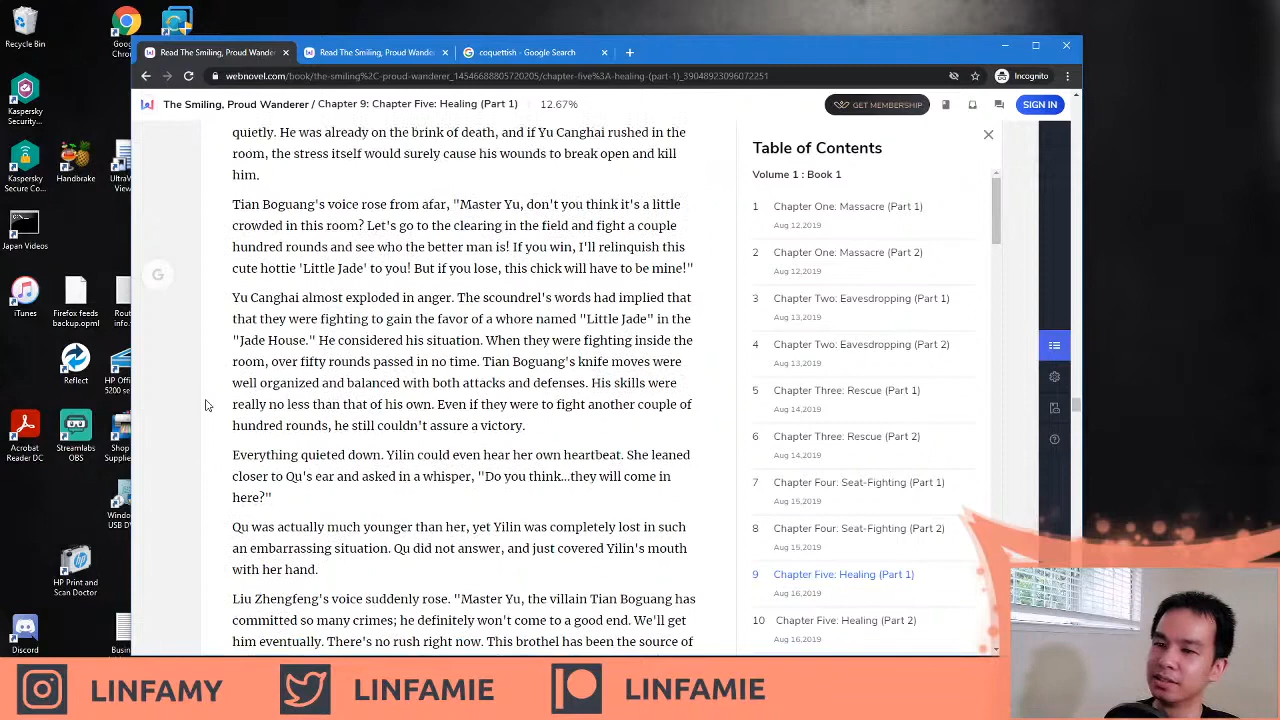 Recycle Bin
Goo
Chro
Read The Smiling, Proud Wander
Read The Smiling, Proud Wande
coquettish - Google Search
webnovel.com/book/the-smiling%2C-proud-wanderer_14546688805720205/chapter-five%3A-healing-(part-1)_39048923096072251
Incognito
The Smiling, Proud Wanderer / Chapter 9: Chapter Five: Healing (Part 1)
12.67%
GET MEMBERSHIP
SIGN IN
quietly. He was already on the brink of death, and if Yu Canghai rushed in the
room, the stress itself would surely cause his wounds to break open and kill
him.
Tian Boguang's voice rose from afar, "Master Yu, don't you think it's a little
crowded in this room? Let's go to the clearing in the field and fight a couple
hundred rounds and see who the better man is! If you win, I'll relinquish this
cute hottie 'Little Jade' to you! But if you lose, this chick will have to be mine!"
Yu Canghai almost exploded in anger. The scoundrel's words had implied that
that they were fighting to gain the favor of a whore named "Little Jade" in the
"Jade House." He considered his situation. When they were fighting inside the
room, over fifty rounds passed in no time. Tian Boguang's knife moves were
well organized and balanced with both attacks and defenses. His skills were
really no less than that of his own. Even if they were to fight another couple of
hundred rounds, he still couldn't assure a victory.
Everything quieted down. Yilin could even hear her own heartbeat. She leaned
closer to Qu's ear and asked in a whisper, "Do you think...they will come in
here?"
Qu was actually much younger than her, yet Yilin was completely lost in such
an embarrassing situation. Qu did not answer, and just covered Yilin's mouth
with her hand.
Liu Zhengfeng's voice suddenly rose. "Master Yu, the villain Tian Boguang has
committed so many crimes; he definitely won't come to a good end. We'll get
him eventually. There's no rush right now. This brothel has been the source of
Table of Contents
Volume 1 : Book 1
1 Chapter One: Massacre (Part 1)
Aug 12,2019
2 Chapter One: Massacre (Part 2)
Aug 12,2019
3 Chapter Two: Eavesdropping (Part 1)
Aug 13,2019
4 Chapter Two: Eavesdropping (Part 2)
Aug 13,2019
5 Chapter Three: Rescue (Part 1)
Aug 14,2019
6 Chapter Three: Rescue (Part 2)
Aug 14,2019
7 Chapter Four: Seat-Fighting (Part 1)
Aug 15,2019
8 Chapter Four: Seat-Fighting (Part 2)
Aug 15,2019
9 Chapter Five: Healing (Part 1)
Aug 16,2019
10 Chapter Five: Healing (Part 2)
Aug 16,2019
Kaspersky
Security...
Kaspersky
Secure Co...
Handbrake
UltraV
View
Japan Videos
iTunes
Firefox feeds
backup.opml
Route
info..
Reflect
HP Offic
5200 se
Acrobat
Reader DC
Streamlabs
OBS
Shop
Supplie
Window
USB DV
HP Print and
Scan Doctor
Discord
Docum
LINFAMY
LINFAMIE
LINFAMIE